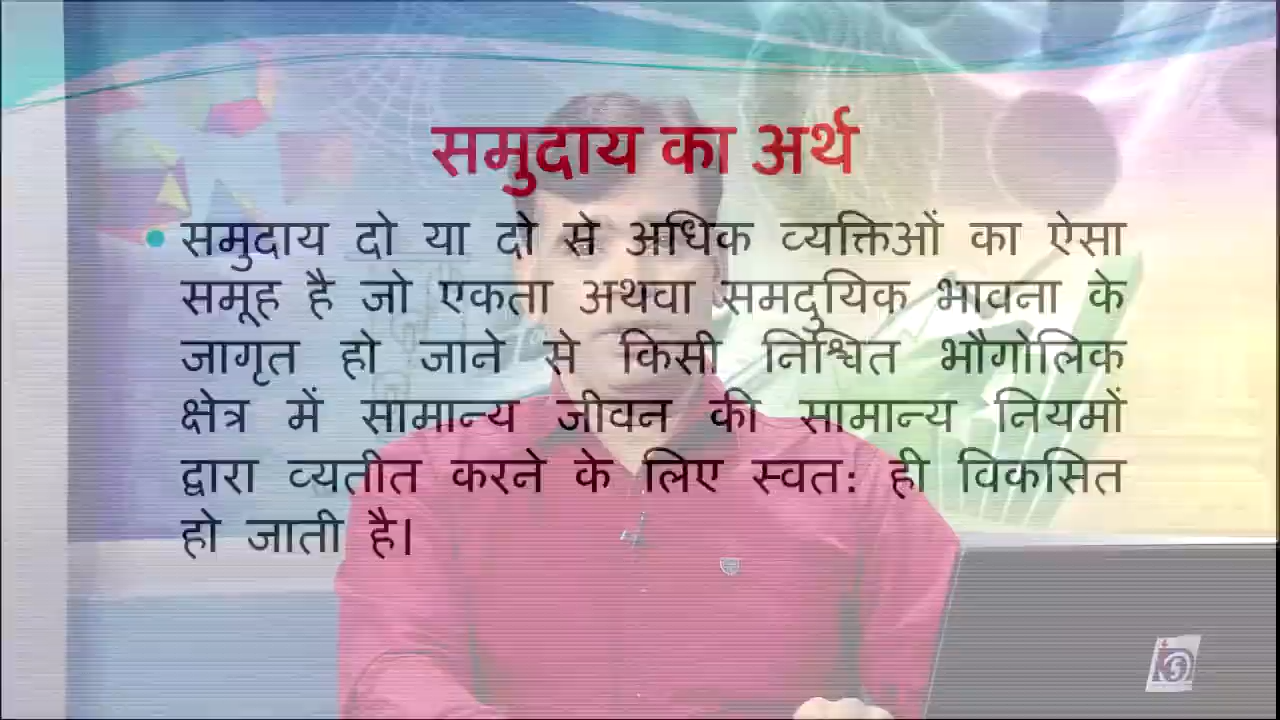 समुदाय का अर्थ
समुदाय दो या दो से अधिक व्यक्तिओं का ऐसा
समूह है जो एकता अथवा समदुयिक भावना के
जागृत हो जाने से किसी निश्चित भौगोलिक
क्षेत्र में सामान्य जीवन की सामान्य नियमों
द्वारा व्यतीत करने के लिए स्वतः ही विकसित
हो जाती है।